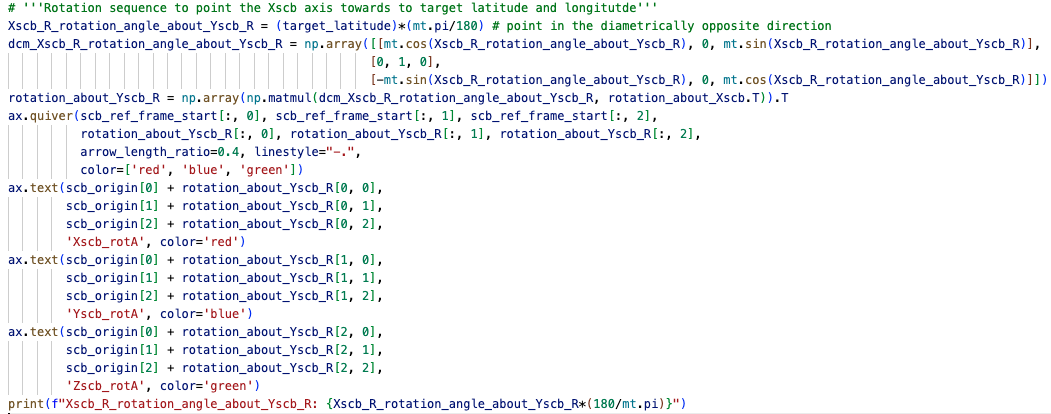 # '''Rotation sequence to point the Xscb axis towards to target latitude and longitutde'''
Xscb_R_rotation_angle_about_Yscb_R = (target_latitude)*(mt.pi/180) # point in the diametrically opposite direction
dcm_Xscb_R_rotation_angle_about_Yscb_R = np.array([[mt.cos(Xscb_R_rotation_angle_about_Yscb_R), 0, mt.sin(Xscb_R_rotation_angle_about_Yscb_R)],
[0, 1, 0],
[-mt.sin(Xscb_R_rotation_angle_about_Yscb_R), 0, mt.cos(Xscb_R_rotation_angle_about_Yscb_R)]])
rotation_about_Yscb_R = np.array(np.matmul(dcm_Xscb_R_rotation_angle_about_Yscb_R, rotation_about_Xscb.T)).T
ax.quiver(scb_ref_frame_start[:, 0], scb_ref_frame_start[:, 1], scb_ref_frame_start[:, 2],
rotation_about_Yscb_R[:, 0], rotation_about_Yscb_R[:, 1], rotation_about_Yscb_R[:, 2],
arrow_length_ratio=0.4, linestyle="-.",
color=['red', 'blue', 'green'])
ax.text(scb_origin[0] + rotation_about_Yscb_R[0, 0],
scb_origin[1] + rotation_about_Yscb_R[0, 1],
scb_origin[2] + rotation_about_Yscb_R[0, 2],
'Xscb_rotA', color='red')
ax.text(scb_origin[0] + rotation_about_Yscb_R[1, 0],
scb_origin[1] + rotation_about_Yscb_R[1, 1],
scb_origin[2] + rotation_about_Yscb_R[1, 2],
'Yscb_rotA', color='blue')
ax.text(scb_origin[0] + rotation_about_Yscb_R[2, 0],
scb_origin[1] + rotation_about_Yscb_R[2, 1],
scb_origin[2] + rotation_about_Yscb_R[2, 2],
'Zscb_rotA', color='green')
print(f"Xscb_R_rotation_angle_about_Yscb_R: {Xscb_R_rotation_angle_about_Yscb_R*(180/mt.pi)}")